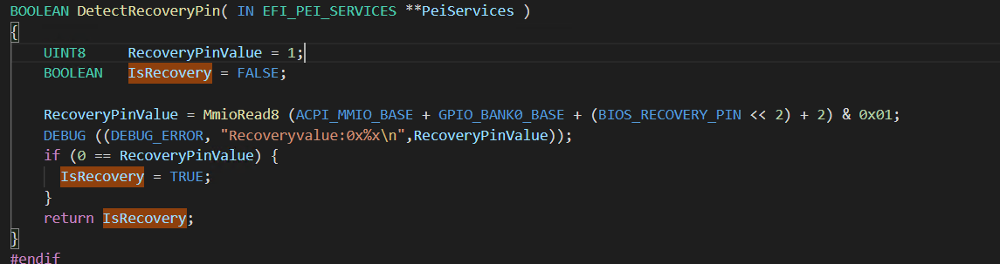 BOOLEAN DetectRecoveryPin( IN EFI_PEI_SERVICES **PeiServices )
{
    UINT8     RecoveryPinValue = 1;
    BOOLEAN   IsRecovery = FALSE;

    RecoveryPinValue = MmioRead8 (ACPI_MMIO_BASE + GPIO_BANK0_BASE + (BIOS_RECOVERY_PIN << 2) + 2) & 0x01;
    DEBUG ((DEBUG_ERROR, "Recoveryvalue:0x%x\n",RecoveryPinValue));
    if (0 == RecoveryPinValue) {
      IsRecovery = TRUE;
    }
    return IsRecovery;
}
#endif